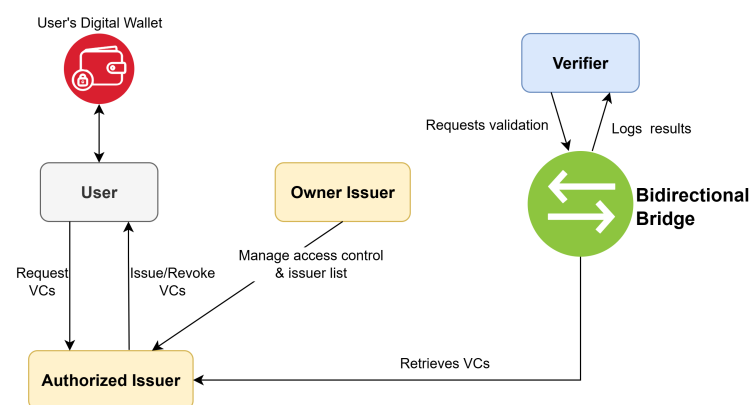 User's Digital Wallet
Verifier
Requests validation
Logs results
User
Owner Issuer
Bidirectional
Bridge
Manage access control
& issuer list
Request
VCs
Issue/Revoke
VCs
Retrieves VCs
Authorized Issuer